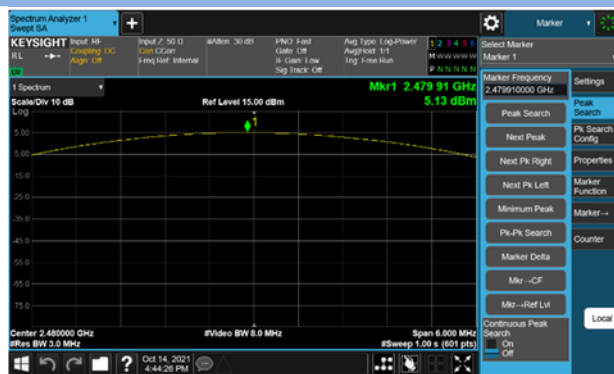 Spectrum Analyzer 1
Swept SA
Marker
KEYSIGHT
Input: RF
Coupling: DC
Align: Off
Input Z: 50 Ω
Corr CCorr
Freq Ref: Internal
#Atten: 30 dB
PNO: Fast
Gate: Off
IF Gain: Low
Sig Track: Off
Avg Type: Log-Power
Avg|Hold: 1/1
Trig: Free Run
1 2 3 4 5 6
M W W W W W
P N N N N N
RL
Select Marker
Marker 1
1 Spectrum
Scale/Div 10 dB
Log
Ref Level 15.00 dBm
Mkr1 2.479 91 GHz
5.13 dBm
1
5.00
-5.00
-15.0
-25.0
-35.0
-45.0
-55.0
-65.0
-75.0
Center 2.480000 GHz
#Res BW 3.0 MHz
#Video BW 8.0 MHz
Span 6.000 MHz
#Sweep 1.00 s (601 pts)
Marker Frequency
2.479910000 GHz
Peak Search
Next Peak
Next Pk Right
Next Pk Left
Minimum Peak
Pk-Pk Search
Marker Delta
Mkr→CF
Mkr→Ref Lvl
Continuous Peak
Search
On
Off
Settings
Peak
Search
Pk Search
Config
Properties
Marker
Function
Marker→
Counter
Local
?
Oct 14, 2021
4:44:26 PM